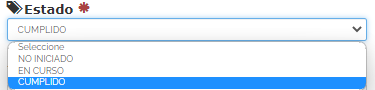 Estado *
CUMPLIDO
Seleccione
NO INICIADO
EN CURSO
CUMPLIDO